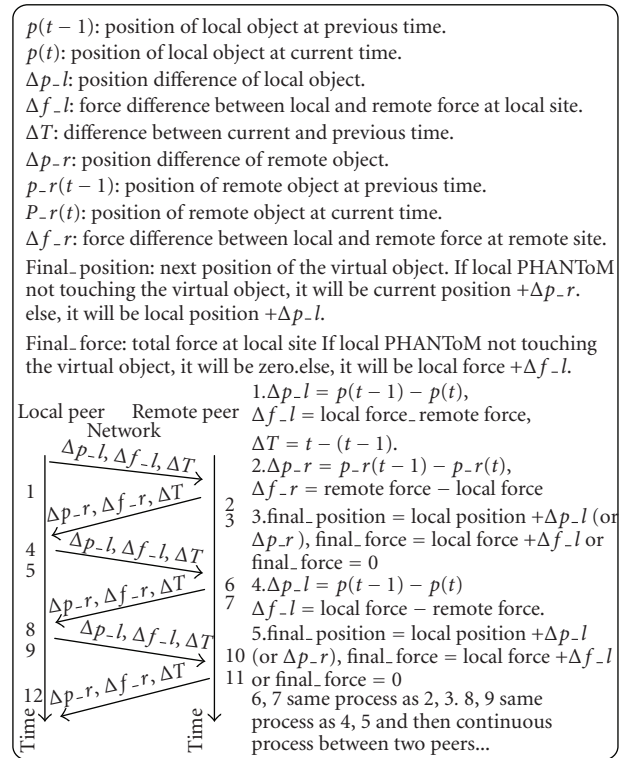 p(t − 1): position of local object at previous time.
p(t): position of local object at current time.
Δp_l: position difference of local object.
Δf_l: force difference between local and remote force at local site.
ΔT: difference between current and previous time.
Δp_r: position difference of remote object.
p_r(t − 1): position of remote object at previous time.
P_r(t): position of remote object at current time.
Δf_r: force difference between local and remote force at remote site.
Final_position: next position of the virtual object. If local PHANToM
not touching the virtual object, it will be current position +Δp_r.
else, it will be local position +Δp_l.
Final_force: total force at local site If local PHANToM not touching
the virtual object, it will be zero.else, it will be local force +Δf_l.
Local peer Remote peer
Network
Δp_l, Δf_l, ΔT
1
Δp_r, Δf_r, ΔT
2
3
4
Δp_l, Δf_l, ΔT
5
Δp_r, Δf_r, ΔT
6
7
8
Δp_l, Δf_l, ΔT
9
10
11
12
Δp_r, Δf_r, ΔT
Time
Time
1.Δp_l = p(t − 1) − p(t),
Δf_l = local force_remote force,
ΔT = t − (t − 1).
2.Δp_r = p_r(t − 1) − p_r(t),
Δf_r = remote force − local force
3.final_position = local position +Δp_l (or
Δp_r), final_force = local force +Δf_l or
final_force = 0
4.Δp_l = p(t − 1) − p(t)
Δf_l = local force − remote force.
5.final_position = local position +Δp_l
(or Δp_r), final_force = local force +Δf_l
or final_force = 0
6, 7 same process as 2, 3. 8, 9 same
process as 4, 5 and then continuous
process between two peers...